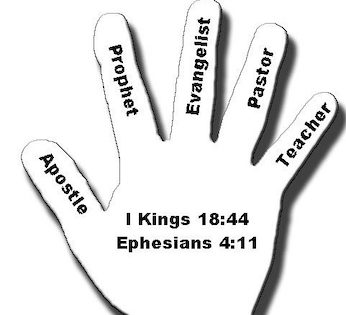 Apostle
Prophet
Evangelist
Pastor
Teacher
I Kings 18:44
Ephesians 4:11